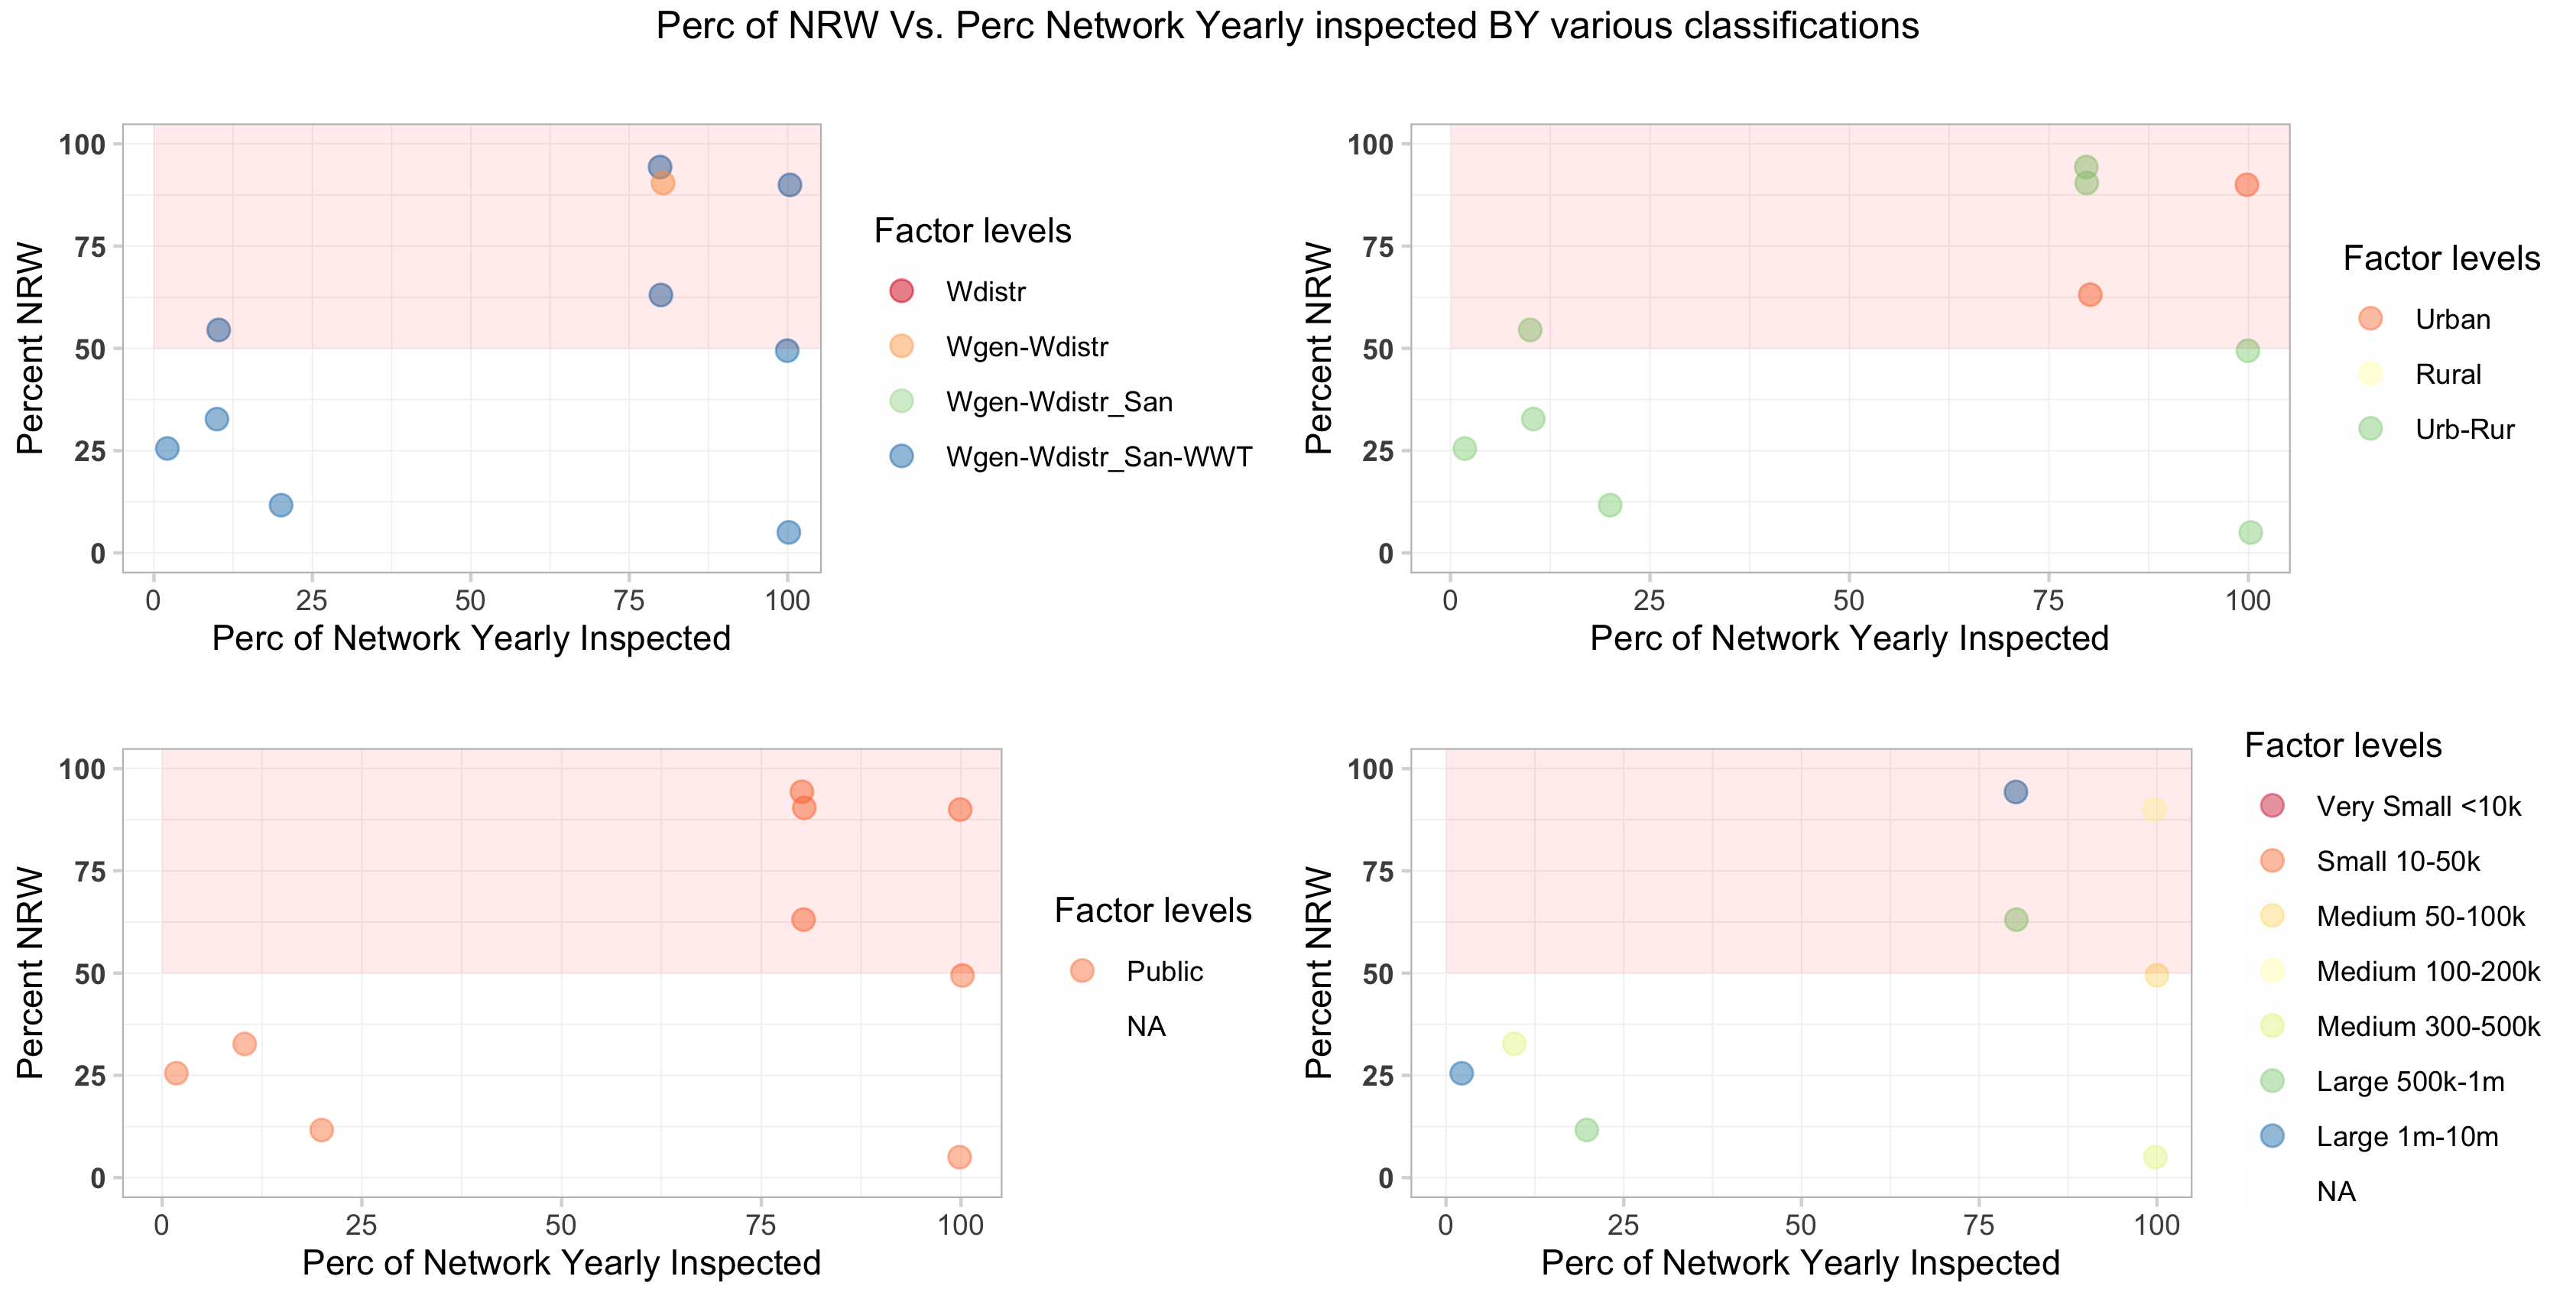 Perc of NRW Vs. Perc Network Yearly inspected BY various classifications
Percent NRW
100
75
50
25
0
0 25 50 75 100
Perc of Network Yearly Inspected
Factor levels
Wdistr
Wgen-Wdistr
Wgen-Wdistr_San
Wgen-Wdistr_San-WWT
Percent NRW
100
75
50
25
0
0 25 50 75 100
Perc of Network Yearly Inspected
Factor levels
Urban
Rural
Urb-Rur
Percent NRW
100
75
50
25
0
0 25 50 75 100
Perc of Network Yearly Inspected
Factor levels
Public
NA
Percent NRW
100
75
50
25
0
0 25 50 75 100
Perc of Network Yearly Inspected
Factor levels
Very Small <10k
Small 10-50k
Medium 50-100k
Medium 100-200k
Medium 300-500k
Large 500k-1m
Large 1m-10m
NA